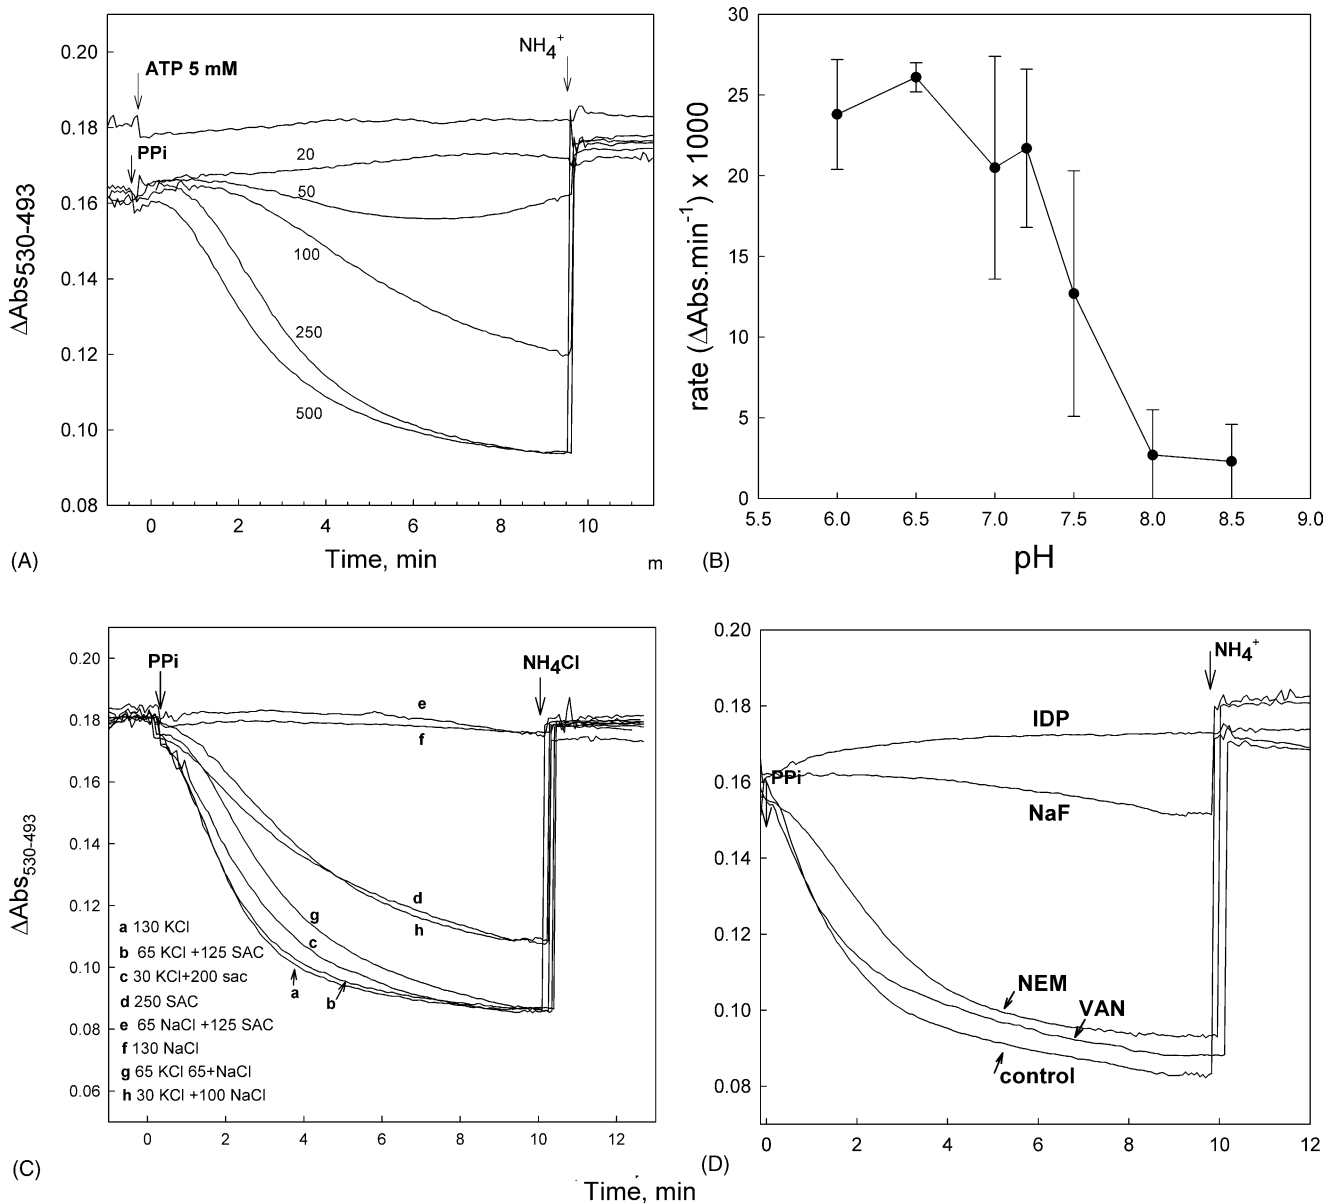 0.20
0.18
0.16
0.14
0.12
0.10
0.08
ΔAbs530-493
ATP 5 mM
PPi
NH4+
20
50
100
250
500
0 2 4 6 8 10
Time, min
(A)
m
30
25
20
15
10
5
0
rate (ΔAbs.min-1) x 1000
5.5 6.0 6.5 7.0 7.5 8.0 8.5 9.0
pH
(B)
0.20
0.18
0.16
0.14
0.12
0.10
0.08
0.06
ΔAbs530-493
PPi
NH4Cl
e
f
d
h
g
c
a
b
a 130 KCl
b 65 KCl +125 SAC
c 30 KCl+200 sac
d 250 SAC
e 65 NaCl +125 SAC
f 130 NaCl
g 65 KCl 65+NaCl
h 30 KCl +100 NaCl
0 2 4 6 8 10 12
(C)
0.20
0.18
0.16
0.14
0.12
0.10
0.08
NH4+
IDP
PPi
NaF
NEM
VAN
control
0 2 4 6 8 10 12
(D)
Time, min